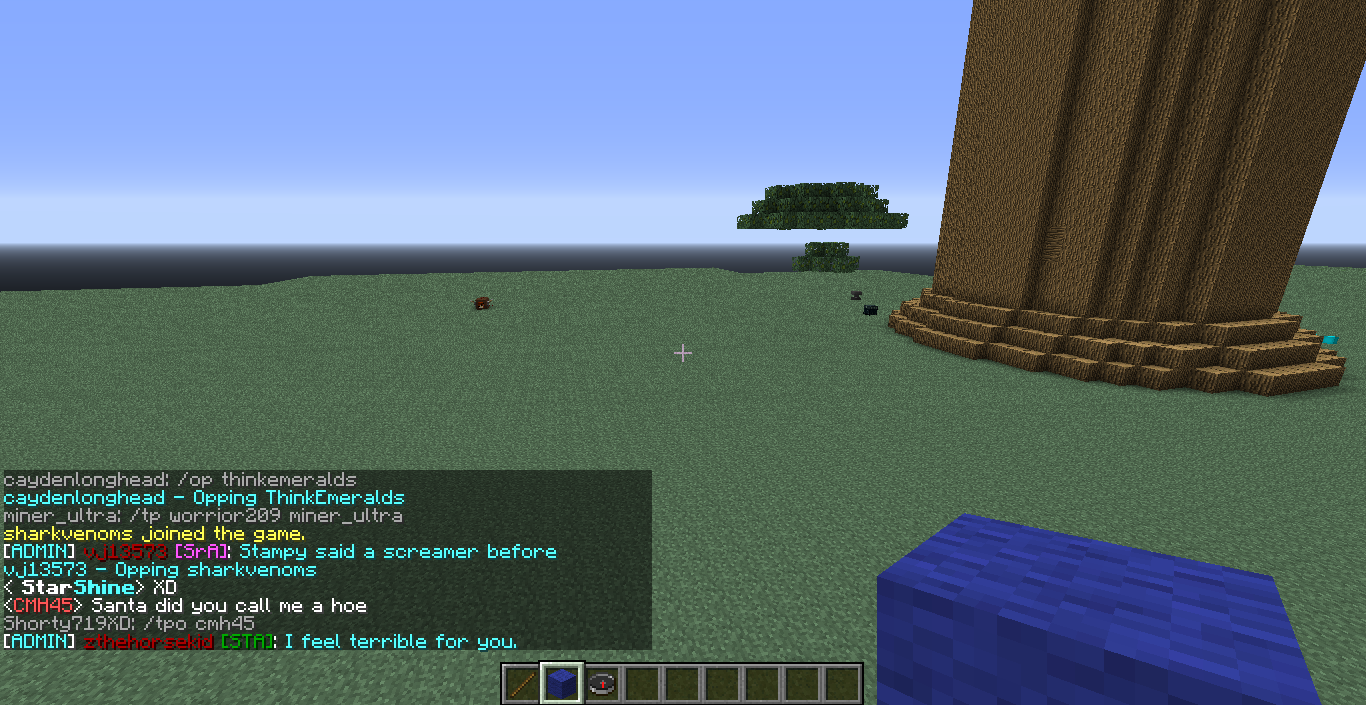 caydenlonghead: /op thinkemeralds
caydenlonghead - Opping ThinkEmeralds
miner_ultra: /tp worrior209 miner_ultra
sharkvenoms joined the game.
[ADMIN] vj13573 [SrA]: Stampy said a screamer before
vj13573 - Opping sharkvenoms
< StarShine> XD
<CMH45> Santa did you call me a hoe
Shorty719XD: /tpo cmh45
[ADMIN] zthehorsekid [STA]: I feel terrible for you.